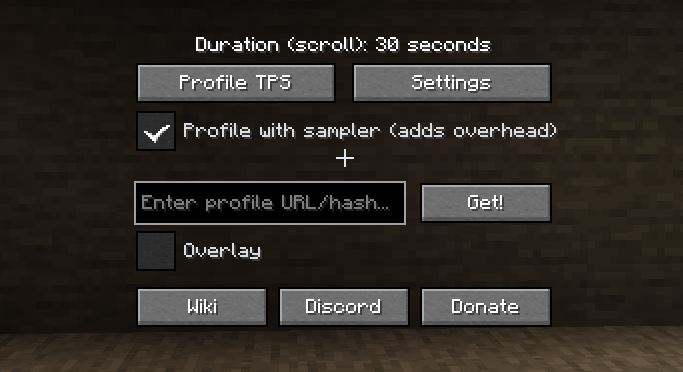 Duration (scroll): 30 seconds
Profile TPS
Settings
Profile with sampler (adds overhead)
Enter profile URL/hash...
Get!
Overlay
Wiki
Discord
Donate